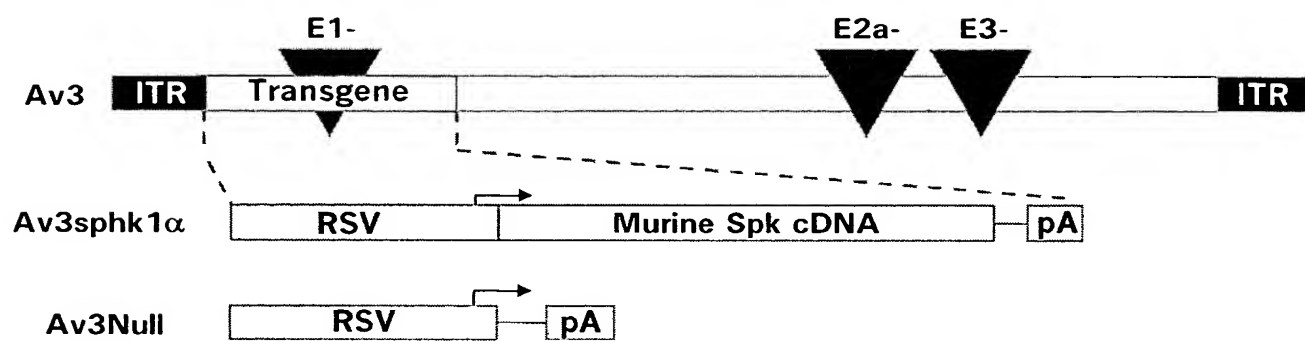 E1- E2a- E3-
Av3 ITR Transgene ITR
Av3sphk1α RSV Murine Spk cDNA pA
Av3Null RSV pA